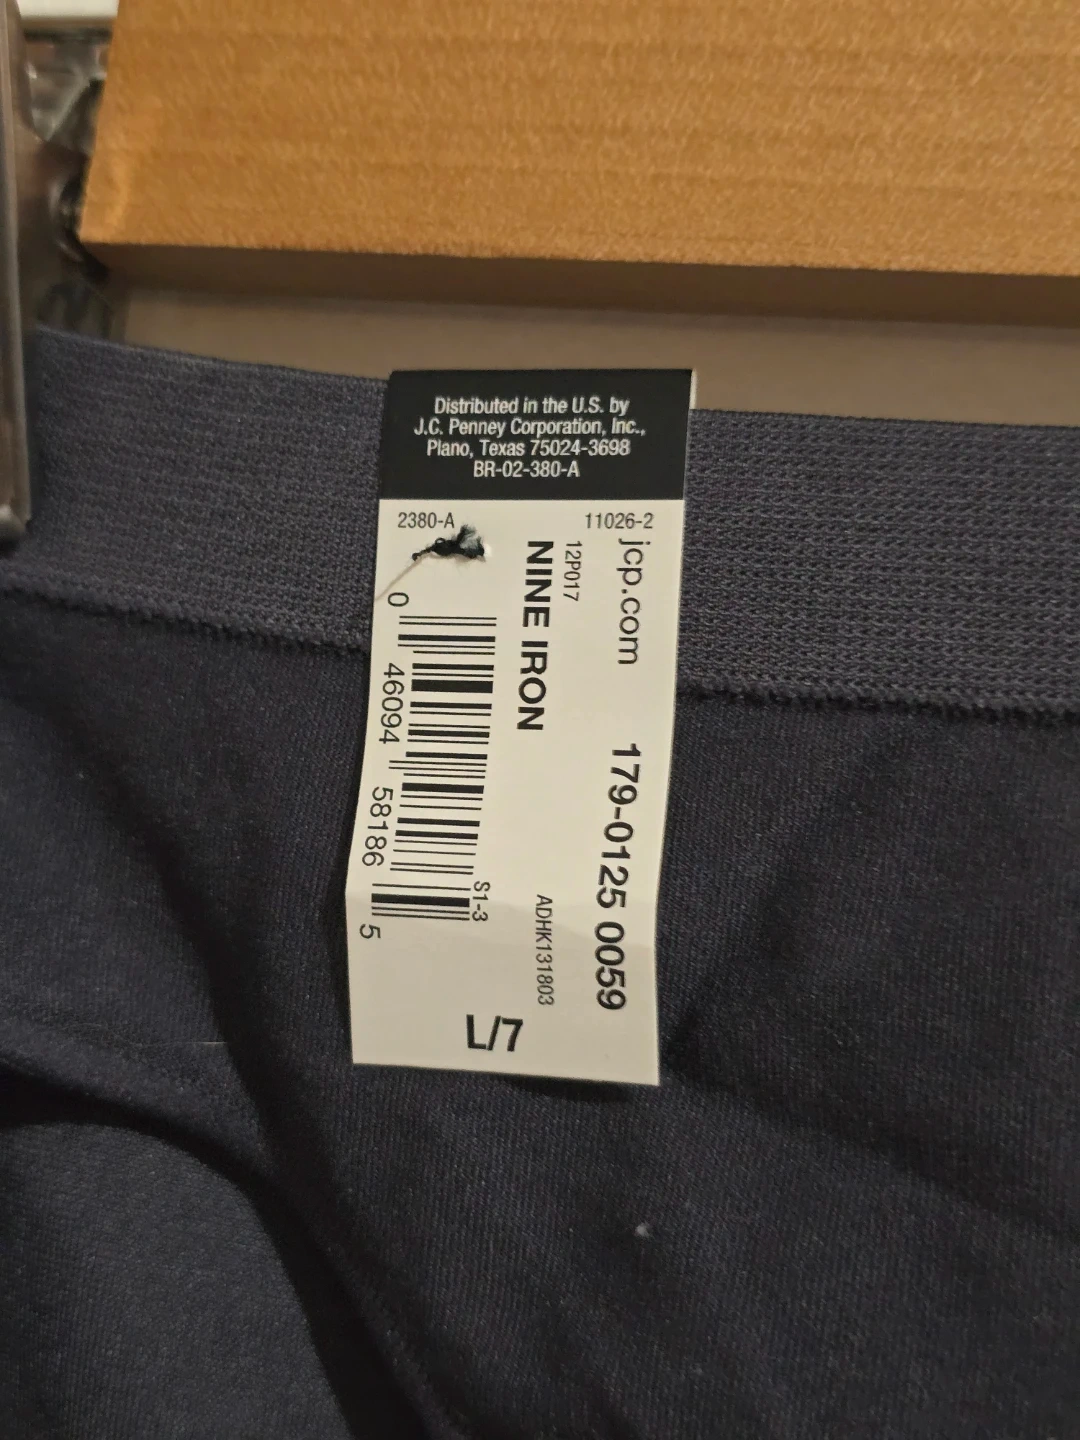 Distributed in the U.S. by
J.C. Penney Corporation, Inc.,
Plano, Texas 75024-3698
BR-02-380-A
2380-A
11026-2
jcp.com
179-0125 0059
12P017
NINE IRON
ADHK131803
S1-3
0 46094 58186 5
L/7